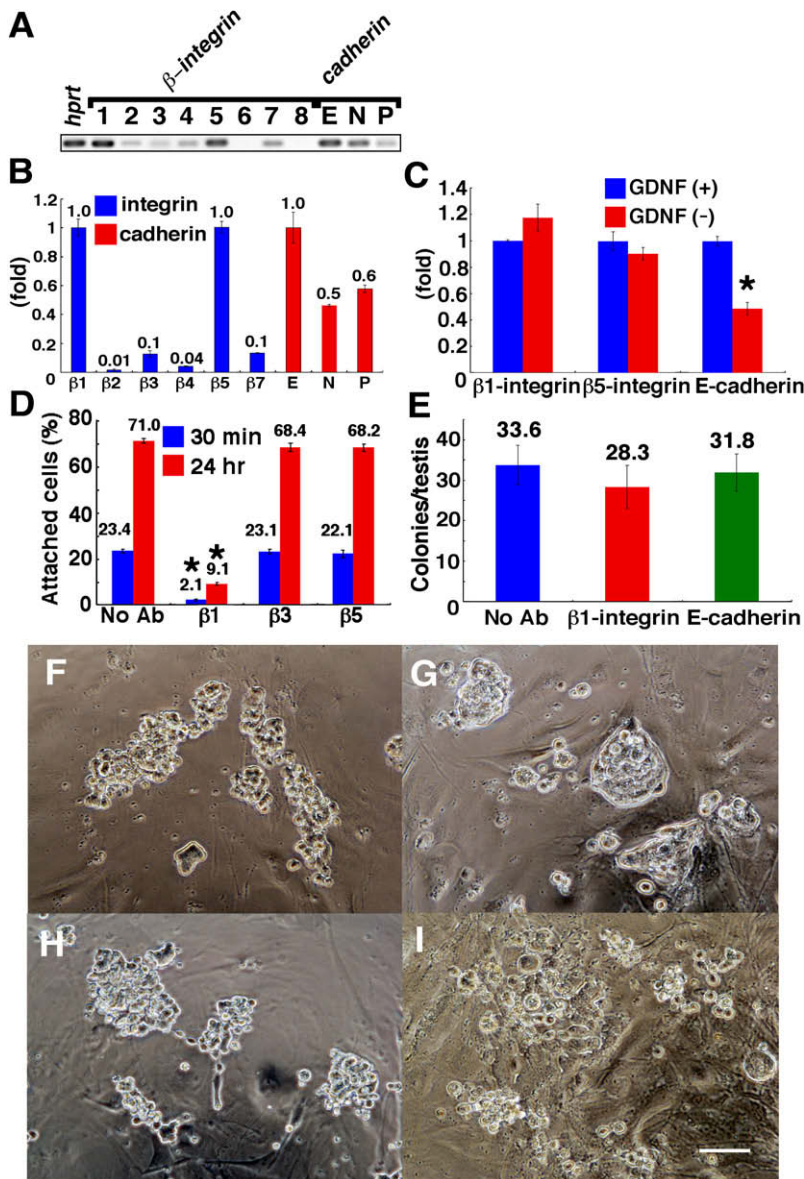 A
β-integrin
cadherin
hprt
1 2 3 4 5 6 7 8 E N P
B
integrin
cadherin
(fold)
1.2
1
0.8
0.6
0.4
0.2
0
1.0
0.01
0.1
0.04
1.0
0.1
1.0
0.5
0.6
β1 β2 β3 β4 β5 β7 E N P
C
GDNF (+)
GDNF (-)
(fold)
1.4
1.2
1
0.8
0.6
0.4
0.2
0
*
β1-integrin β5-integrin E-cadherin
D
30 min
24 hr
Attached cells (%)
80
60
40
20
0
23.4
71.0
*
2.1
*
9.1
23.1
68.4
22.1
68.2
No Ab β1 β3 β5
E
Colonies/testis
40
30
20
10
0
33.6
28.3
31.8
No Ab β1-integrin E-cadherin
F
G
H
I